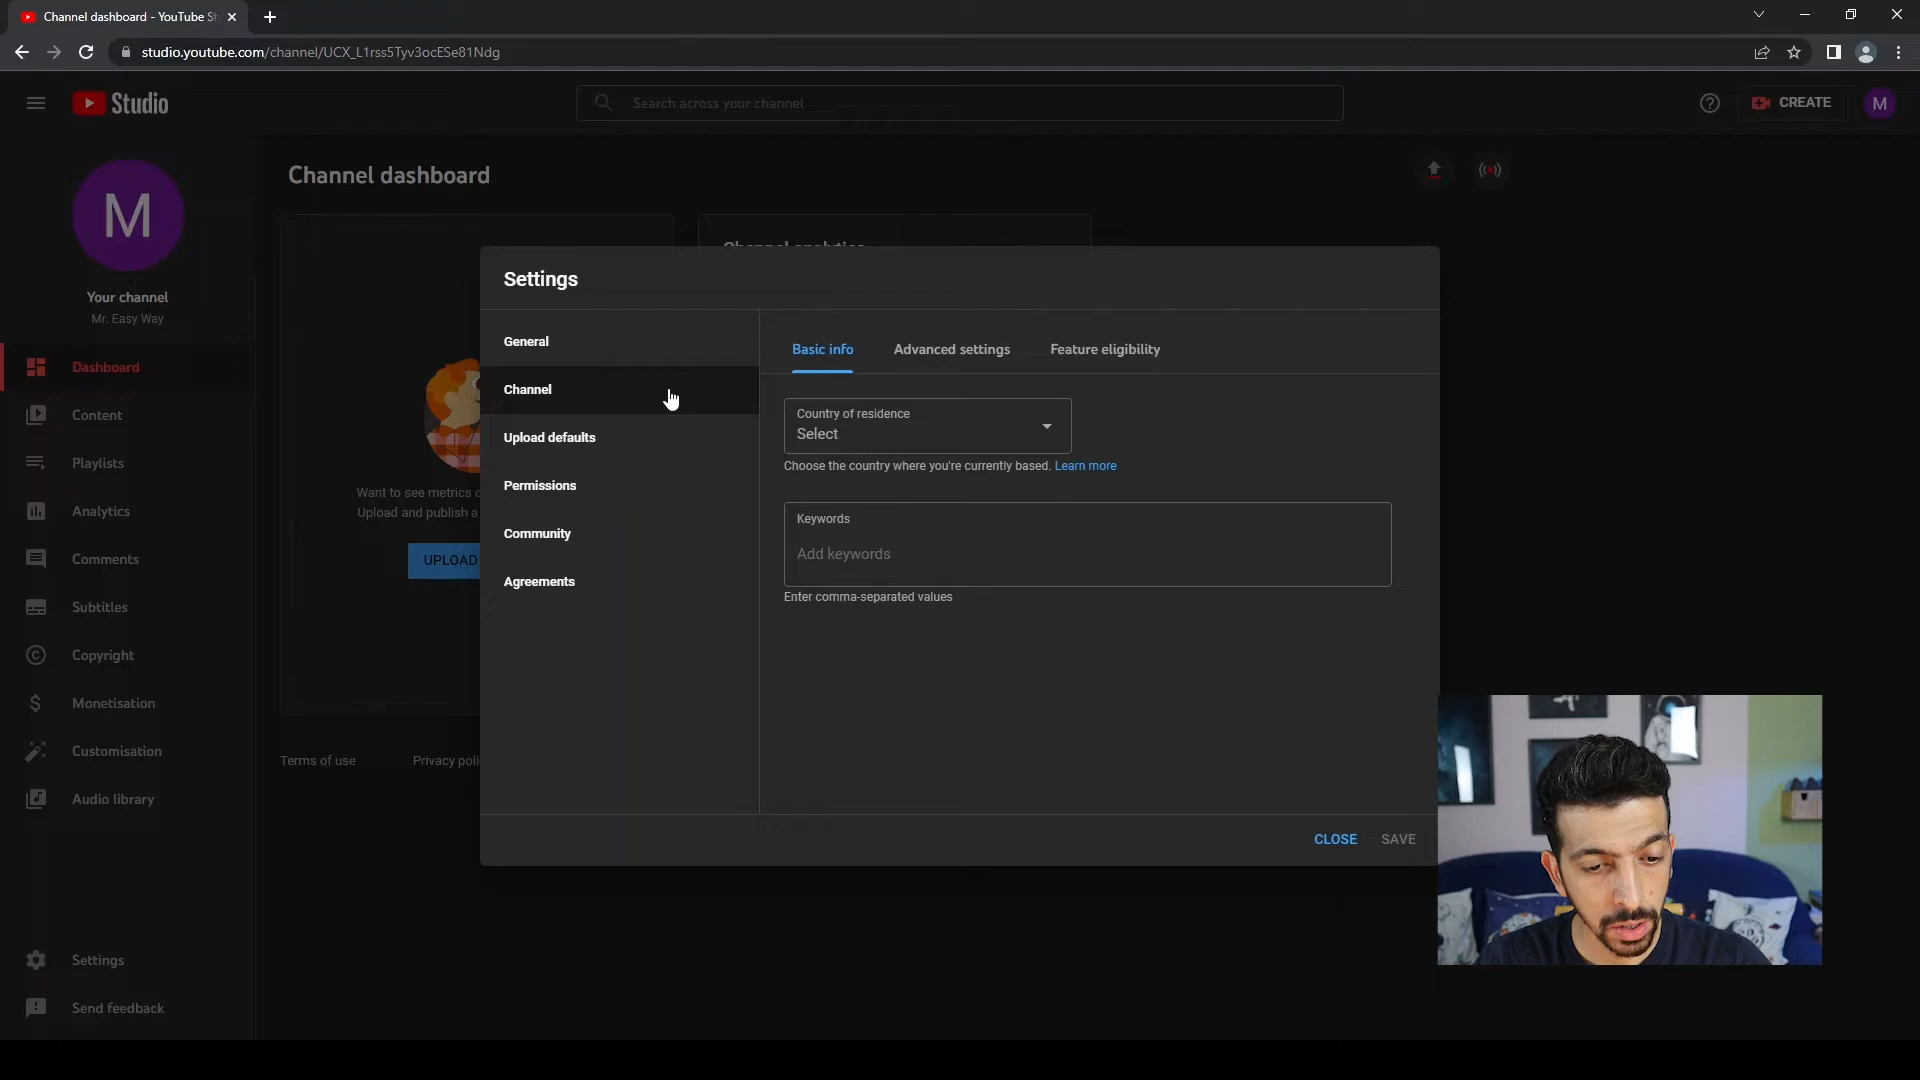 Channel dashboard - YouTube St
studio.youtube.com/channel/UCX_L1rss5Tyv3ocESe81Ndg
Studio
Search across your channel
CREATE
M
M
Your channel
Mr. Easy Way
Dashboard
Content
Playlists
Analytics
Comments
Subtitles
Copyright
Monetisation
Customisation
Audio library
Settings
Send feedback
Channel dashboard
Channel analytics
Want to see metrics o
Upload and publish a
UPLOAD
Terms of use
Privacy poli
Settings
General
Channel
Upload defaults
Permissions
Community
Agreements
Basic info
Advanced settings
Feature eligibility
Country of residence
Select
Choose the country where you're currently based. Learn more
Keywords
Add keywords
Enter comma-separated values
CLOSE
SAVE